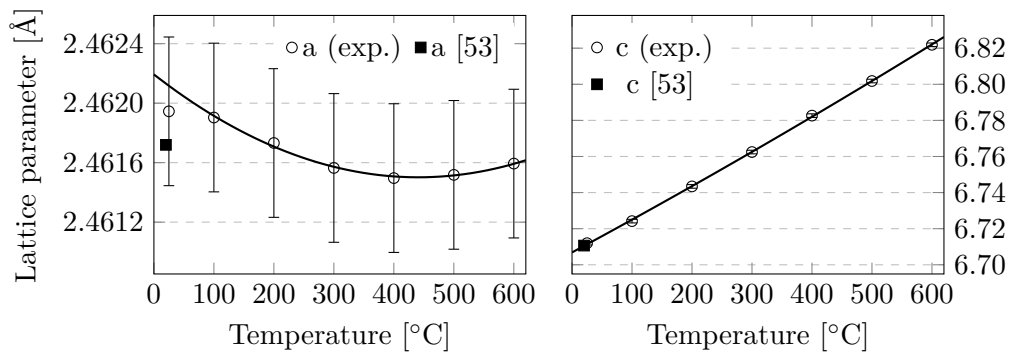 Lattice parameter [Å]
2.4624
2.4620
2.4616
2.4612
a (exp.) a [53]
0 100 200 300 400 500 600
Temperature [°C]
c (exp.)
c [53]
6.82
6.80
6.78
6.76
6.74
6.72
6.70
0 100 200 300 400 500 600
Temperature [°C]